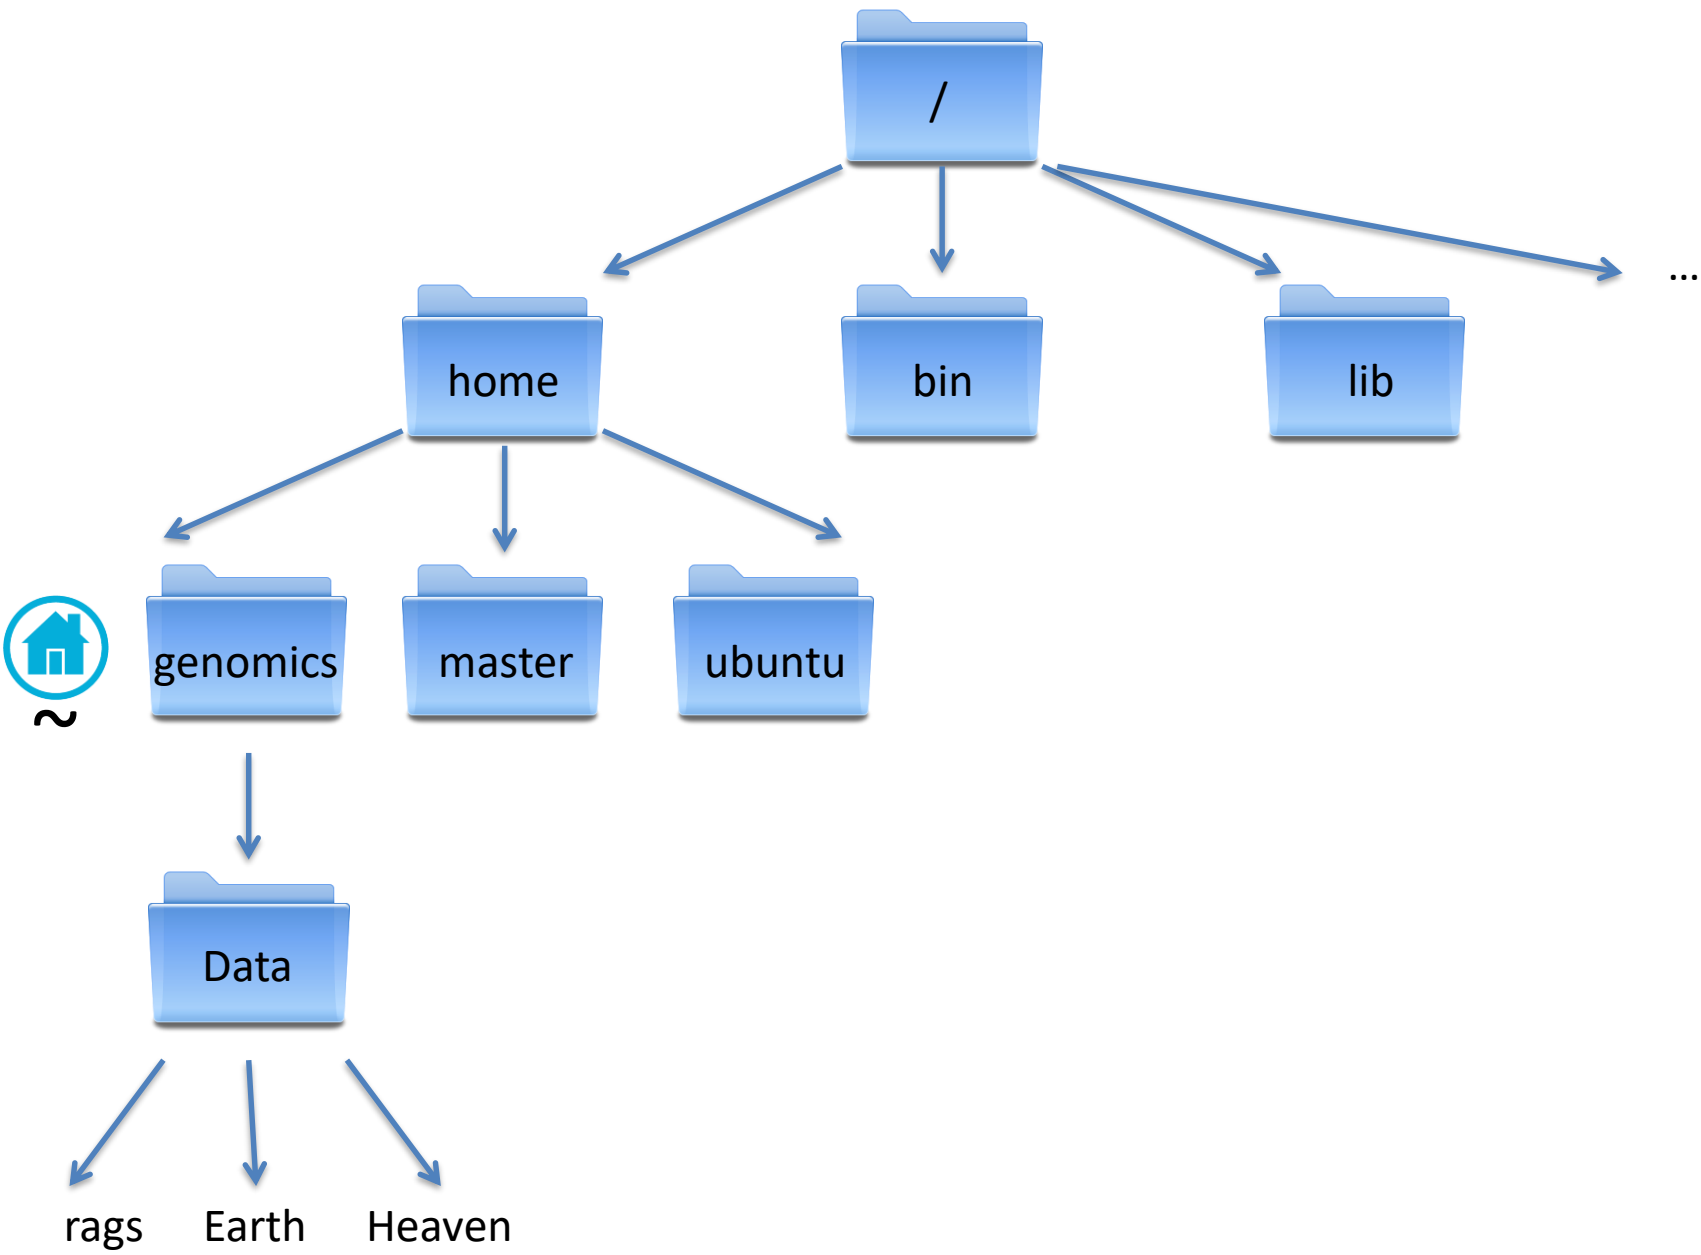 /
...
home
bin
lib
genomics
master
ubuntu
~
Data
rags
Earth
Heaven